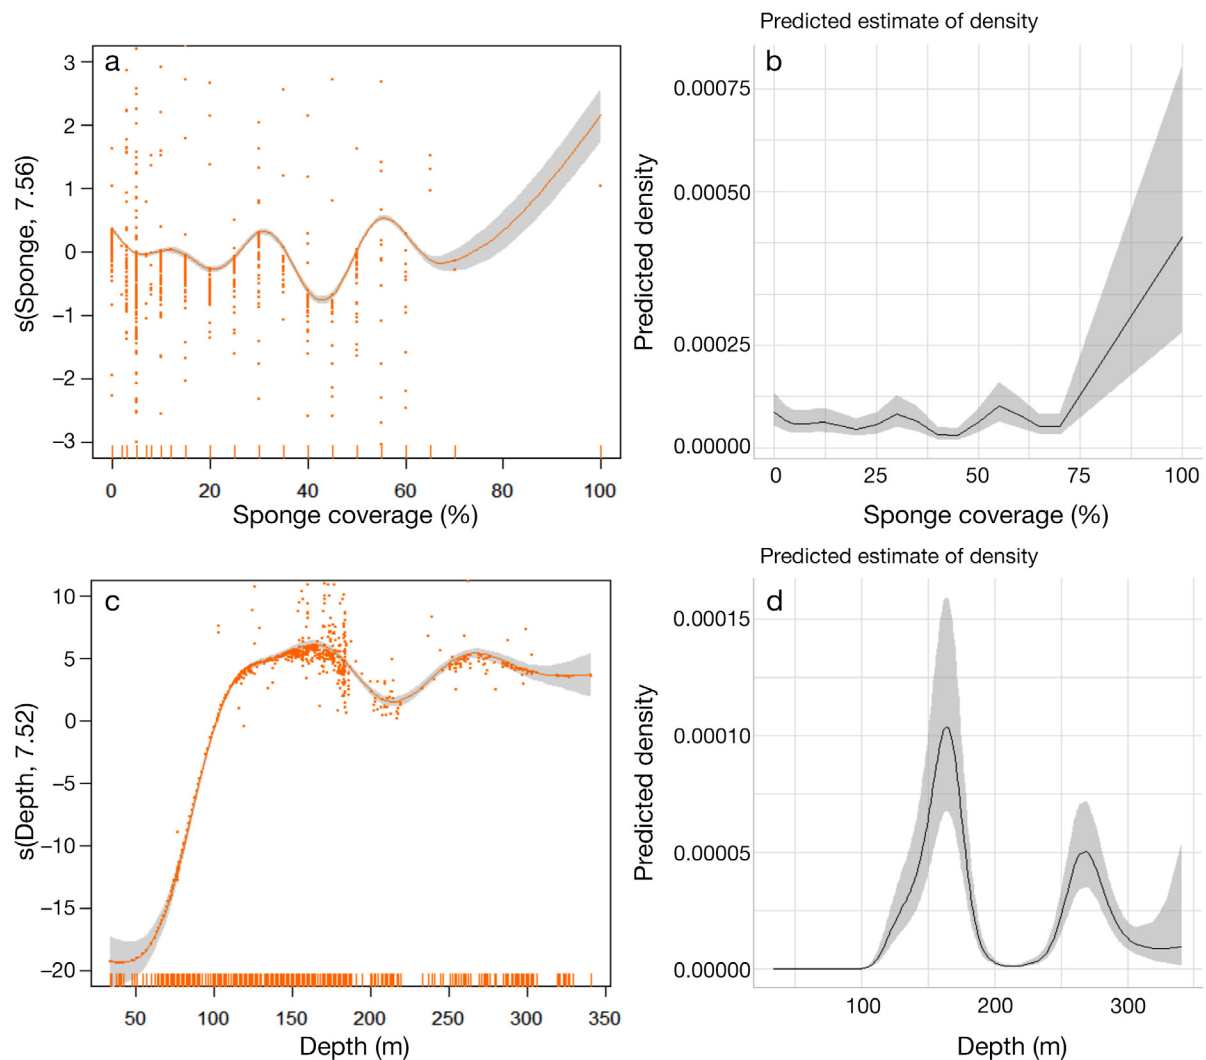 a
3
2
1
0
−1
−2
−3
s(Sponge, 7.56)
0 20 40 60 80 100
Sponge coverage (%)
Predicted estimate of density
b
0.00075
0.00050
0.00025
0.00000
Predicted density
0 25 50 75 100
Sponge coverage (%)
c
10
5
0
−5
−10
−15
−20
s(Depth, 7.52)
50 100 150 200 250 300 350
Depth (m)
Predicted estimate of density
d
0.00015
0.00010
0.00005
0.00000
Predicted density
100 200 300
Depth (m)